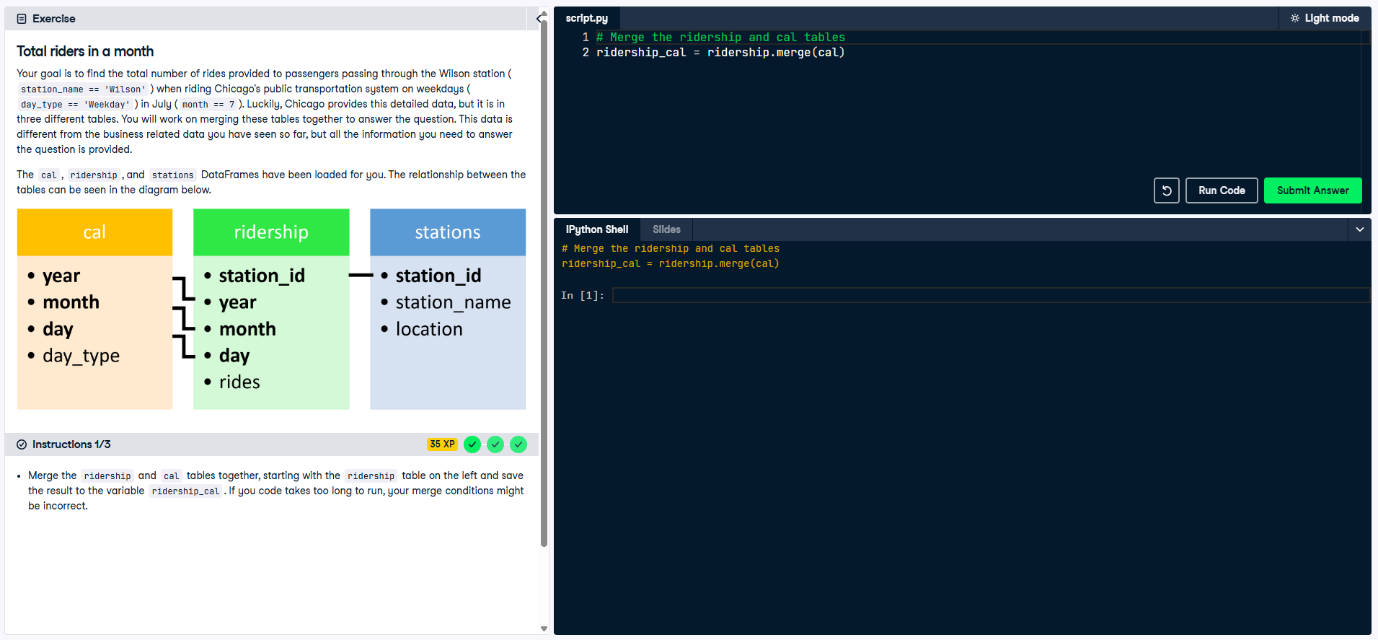 Exercise
Total riders in a month
Your goal is to find the total number of rides provided to passengers passing through the Wilson station (
station_name == 'Wilson' ) when riding Chicago's public transportation system on weekdays (
day_type == 'Weekday' ) in July ( month == 7 ). Luckily, Chicago provides this detailed data, but it is in
three different tables. You will work on merging these tables together to answer the question. This data is
different from the business related data you have seen so far, but all the information you need to answer
the question is provided.
The cal , ridership , and stations DataFrames have been loaded for you. The relationship between the
tables can be seen in the diagram below.
cal
• year
• month
• day
• day_type
ridership
• station_id
• year
• month
• day
• rides
stations
• station_id
• station_name
• location
Instructions 1/3
35 XP
• Merge the ridership and cal tables together, starting with the ridership table on the left and save
the result to the variable ridership_cal . If you code takes too long to run, your merge conditions might
be incorrect.
script.py
Light mode
1 # Merge the ridership and cal tables
2 ridership_cal = ridership.merge(cal)
Run Code
Submit Answer
IPython Shell
Slides
# Merge the ridership and cal tables
ridership_cal = ridership.merge(cal)
In [1]: